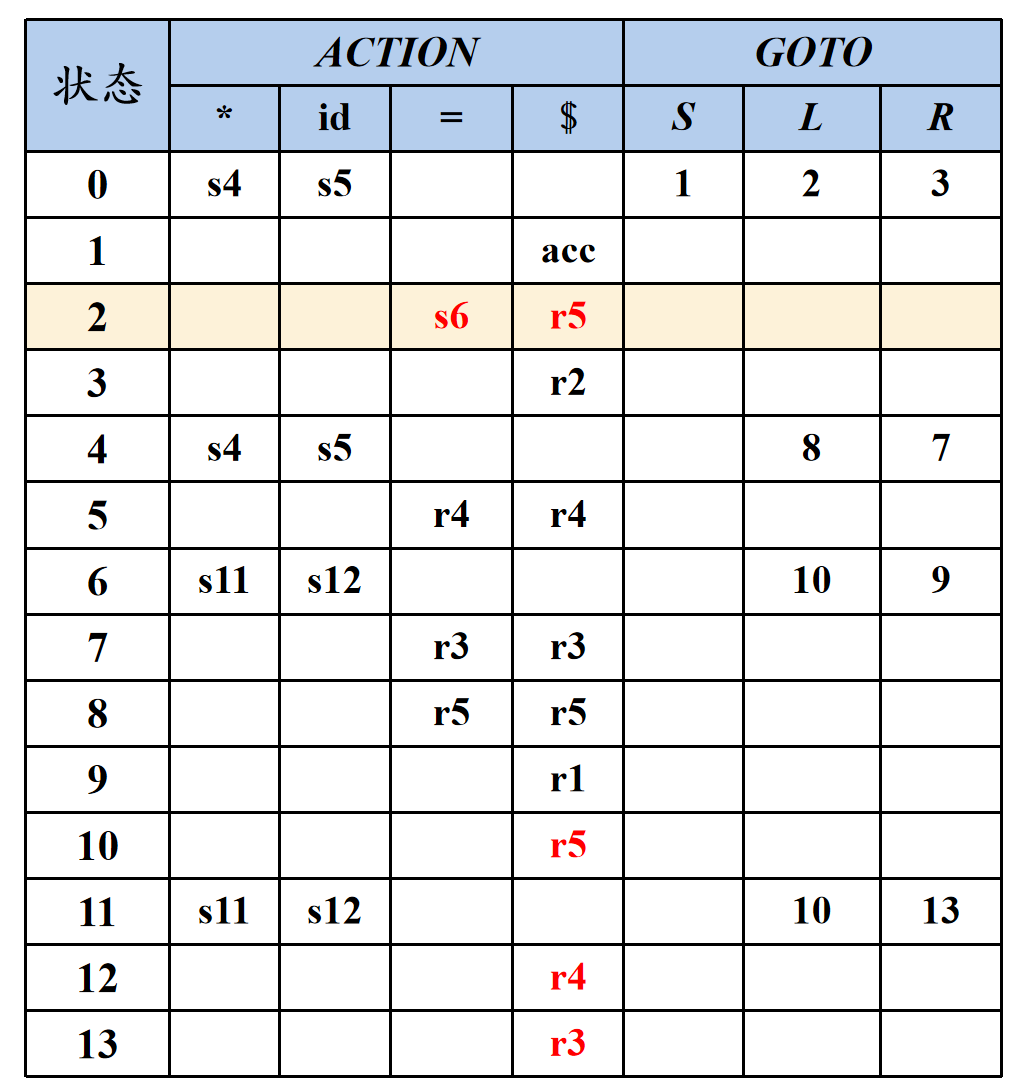 状态 ACTION GOTO
* id = $ S L R
0 s4 s5 1 2 3
1 acc
2 s6 r5
3 r2
4 s4 s5 8 7
5 r4 r4
6 s11 s12 10 9
7 r3 r3
8 r5 r5
9 r1
10 r5
11 s11 s12 10 13
12 r4
13 r3